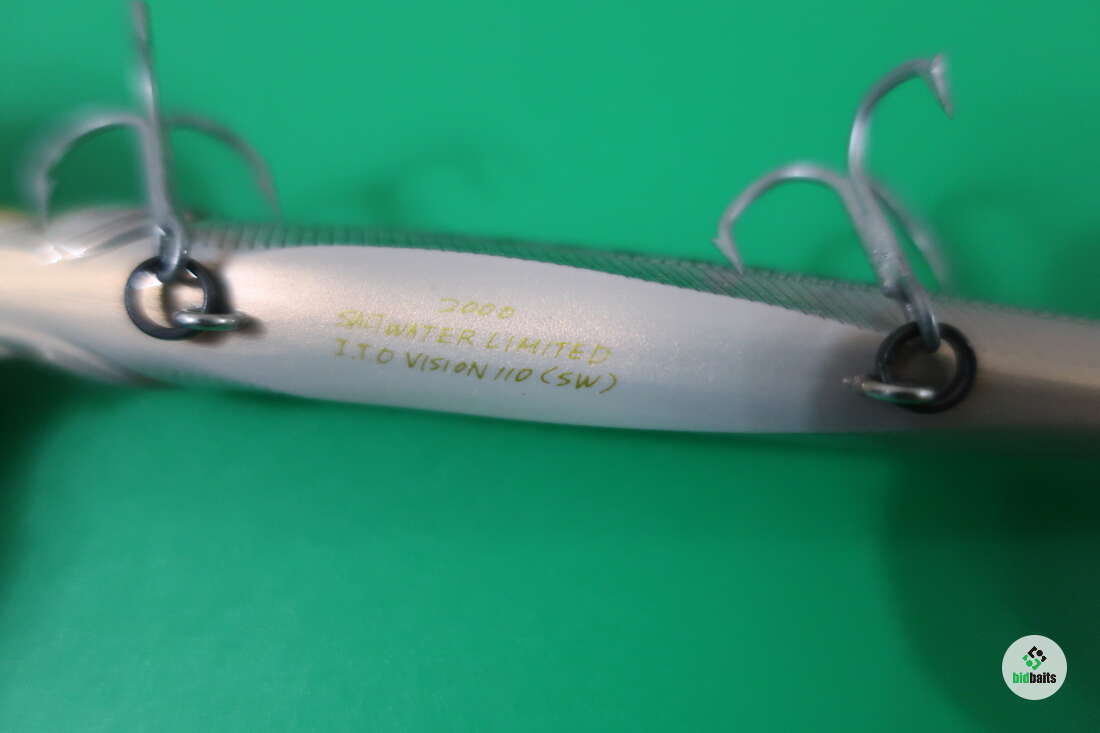 2000
SALTWATER LIMITED
I.T.O VISION 110 (SW)
bidbaits